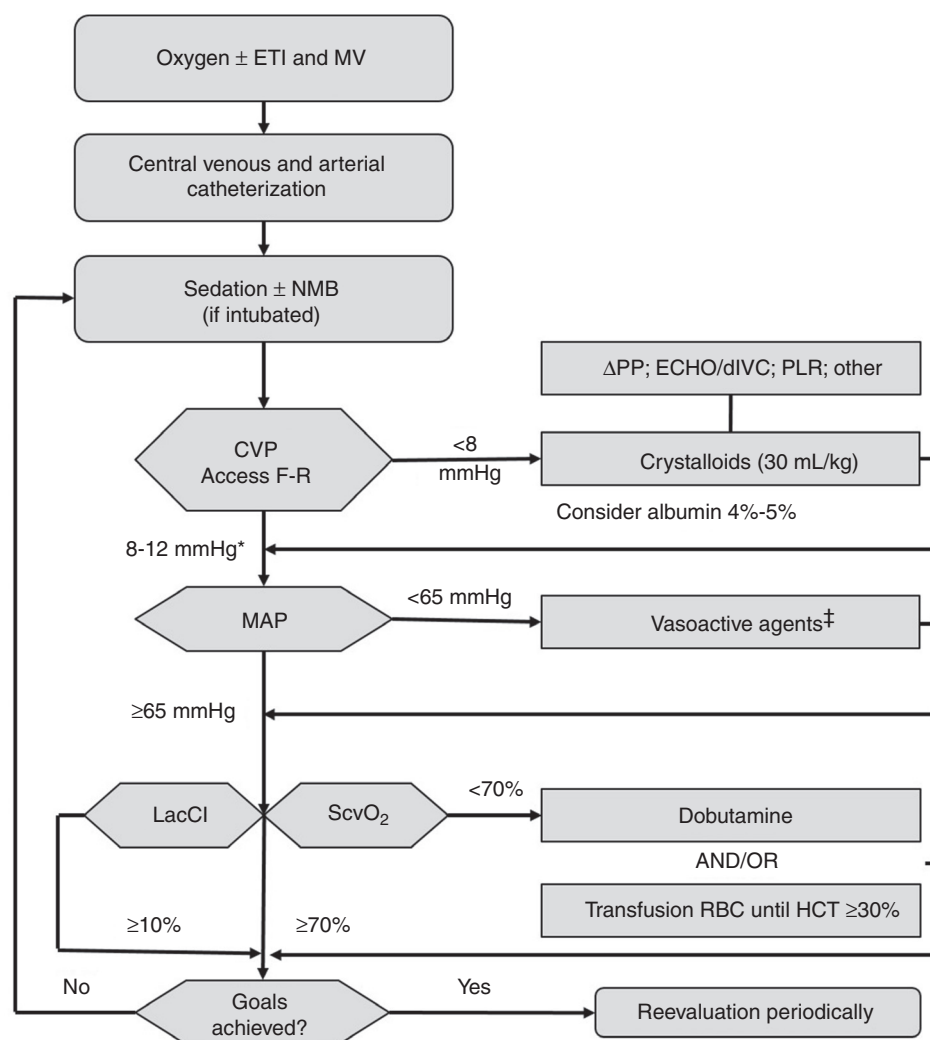 Oxygen ± ETI and MV
Central venous and arterial
catheterization
Sedation ± NMB
(if intubated)
ΔPP; ECHO/dIVC; PLR; other
CVP
Access F-R
<8
mmHg
Crystalloids (30 mL/kg)
Consider albumin 4%-5%
8-12 mmHg*
MAP
<65 mmHg
Vasoactive agents‡
≥65 mmHg
LacCl
ScvO₂
<70%
Dobutamine
AND/OR
Transfusion RBC until HCT ≥30%
≥10%
≥70%
No
Goals
achieved?
Yes
Reevaluation periodically